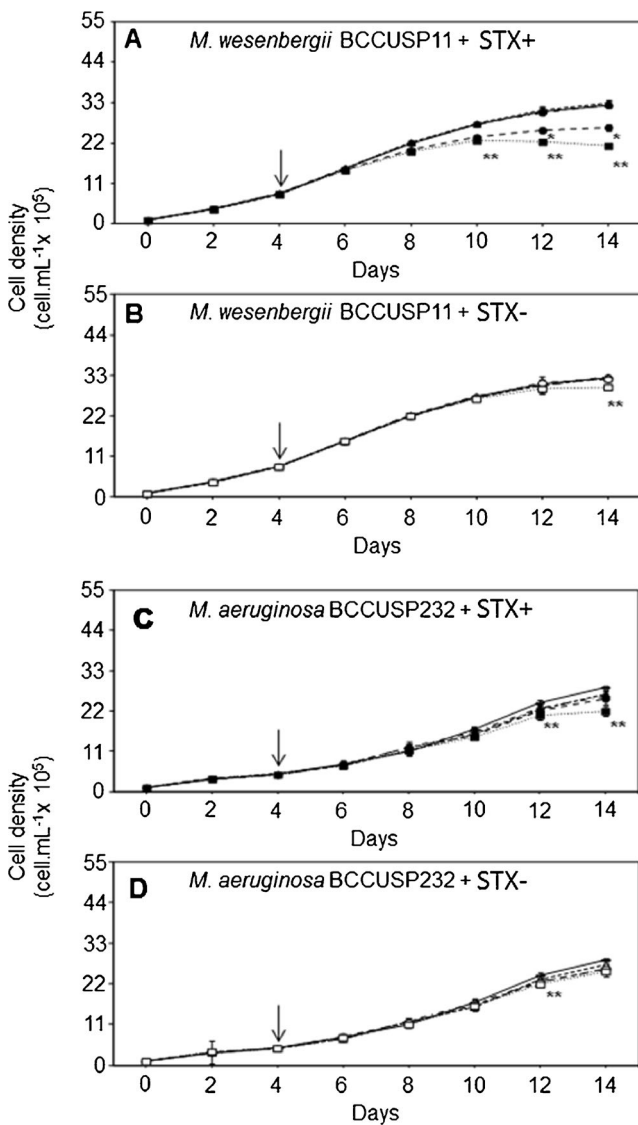 A M. wesenbergii BCCUSP11 + STX+
55
44
33
22
11
0
* *
** ** **
0 2 4 6 8 10 12 14
Days
Cell density
(cell.mL-1x 10⁵)
B M. wesenbergii BCCUSP11 + STX-
55
44
33
22
11
0
**
0 2 4 6 8 10 12 14
Days
C M. aeruginosa BCCUSP232 + STX+
55
44
33
22
11
0
** **
0 2 4 6 8 10 12 14
Days
Cell density
(cell.mL-1x 10⁵)
D M. aeruginosa BCCUSP232 + STX-
55
44
33
22
11
0
**
0 2 4 6 8 10 12 14
Days